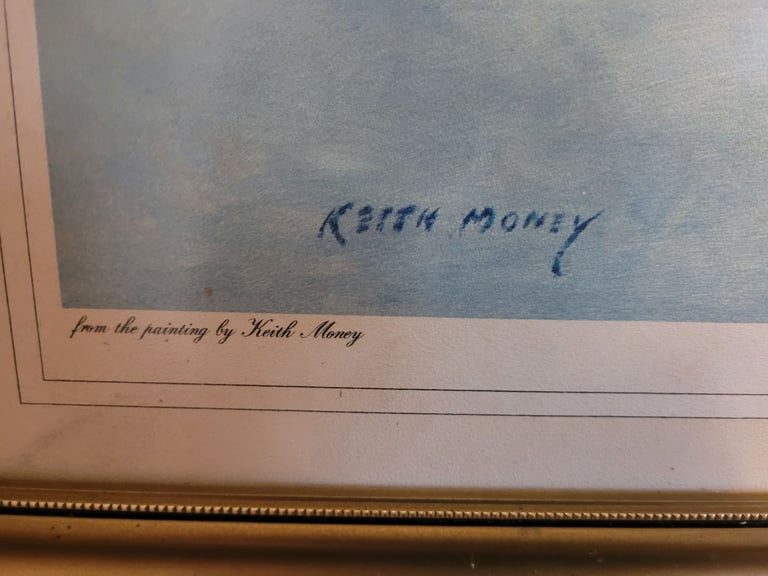 KEITH MONEY
from the painting by Keith Money